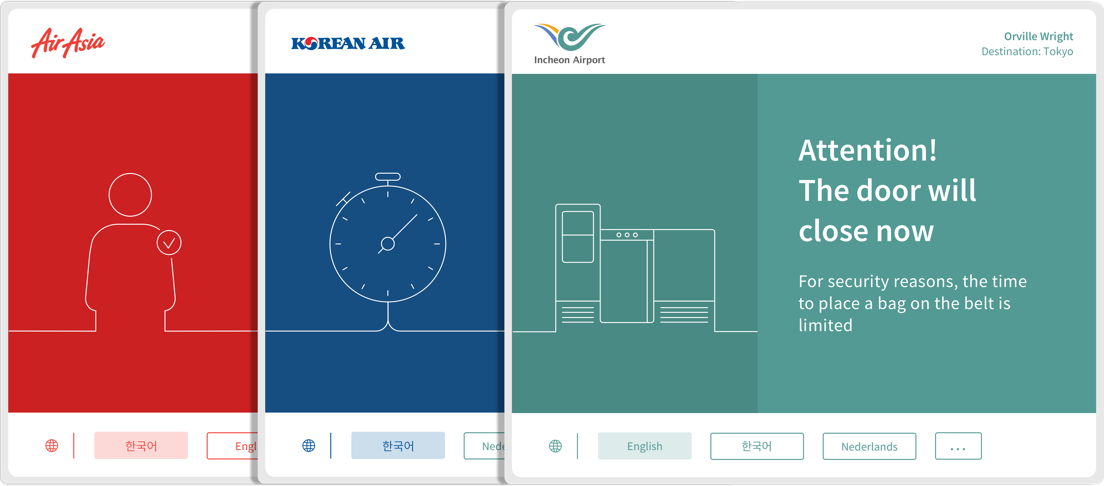 AirAsia
한국어
Engl
KOREAN AIR
한국어
Nede
Incheon Airport
Orville Wright
Destination: Tokyo
Attention!
The door will
close now
For security reasons, the time
to place a bag on the belt is
limited
English
한국어
Nederlands
...